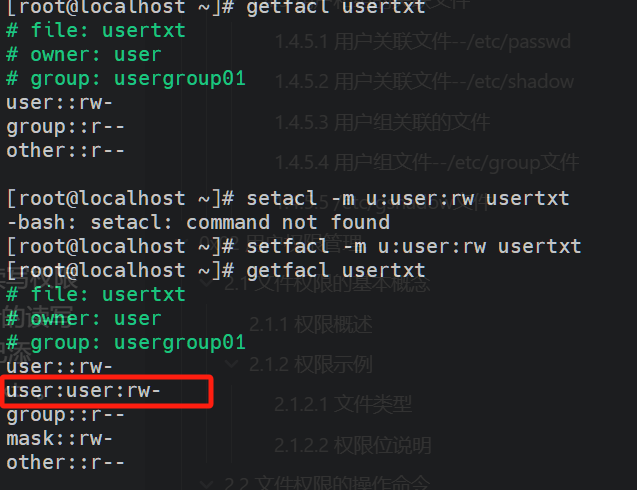 [root@localhost ~]# getfacl usertxt
# file: usertxt
1.4.5.1 用户关联文件--/etc/passwd
# owner: user
# group: usergroup01
1.4.5.2 用户关联文件--/etc/shadow
user::rw-
group::r--
1.4.5.3 用户组关联的文件
other::r--
1.4.5.4 用户组文件--/etc/group文件
[root@localhost ~]# setacl -m u:user:rw usertxt
-bash: setacl: command not found
[root@localhost ~]# setfacl -m u:user:rw usertxt
[root@localhost ~]# getfacl usertxt
2.1 文件权限的基本概念
# file: usertxt
# owner: user
2.1.1 权限概述
# group: usergroup01
user::rw-
2.1.2 权限示例
user:user:rw-
2.1.2.1 文件类型
group::r--
mask::rw-
2.1.2.2 权限位说明
other::r--
2.2 文件权限的操作命令